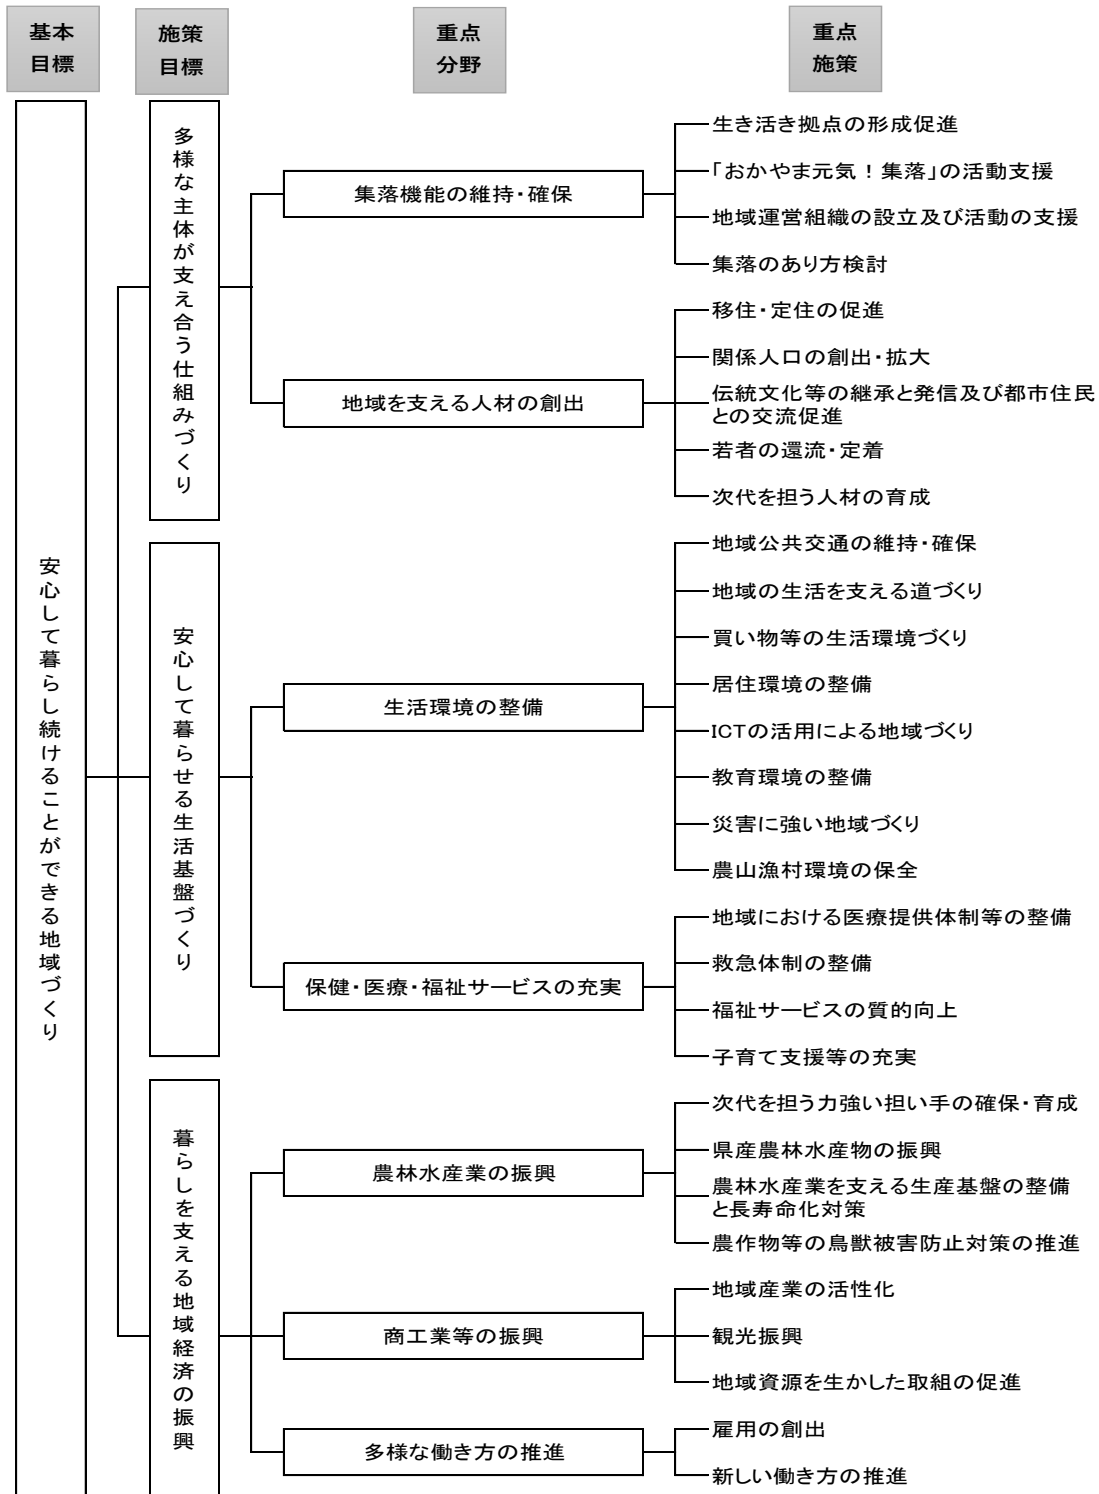 基本
目標
施策
目標
重点
分野
重点
施策
安心して暮らし続けることができる地域づくり
多様な主体が支え合う仕組みづくり
集落機能の維持・確保
生き活き拠点の形成促進
「おかやま元気！集落」の活動支援
地域運営組織の設立及び活動の支援
集落のあり方検討
地域を支える人材の創出
移住・定住の促進
関係人口の創出・拡大
伝統文化等の継承と発信及び都市住民
との交流促進
若者の還流・定着
次代を担う人材の育成
安心して暮らせる生活基盤づくり
生活環境の整備
地域公共交通の維持・確保
地域の生活を支える道づくり
買い物等の生活環境づくり
居住環境の整備
ICTの活用による地域づくり
教育環境の整備
災害に強い地域づくり
農山漁村環境の保全
保健・医療・福祉サービスの充実
地域における医療提供体制等の整備
救急体制の整備
福祉サービスの質的向上
子育て支援等の充実
暮らしを支える地域経済の振興
農林水産業の振興
次代を担う力強い担い手の確保・育成
県産農林水産物の振興
農林水産業を支える生産基盤の整備
と長寿命化対策
農作物等の鳥獣被害防止対策の推進
商工業等の振興
地域産業の活性化
観光振興
地域資源を生かした取組の促進
多様な働き方の推進
雇用の創出
新しい働き方の推進